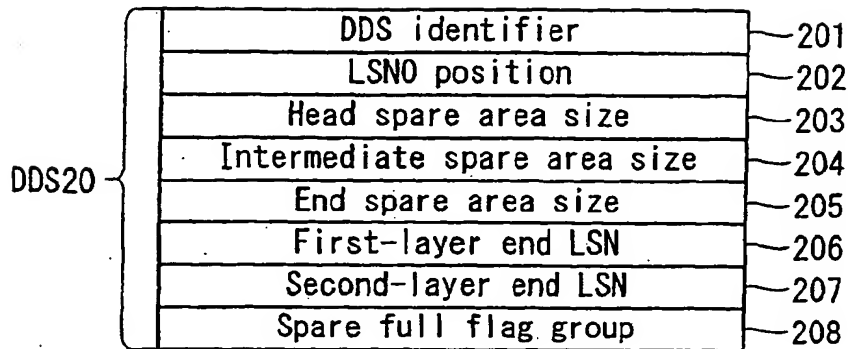 DDS identifier 201
LSN0 position 202
Head spare area size 203
Intermediate spare area size 204
DDS20
End spare area size 205
First-layer end LSN 206
Second-layer end LSN 207
Spare full flag group 208